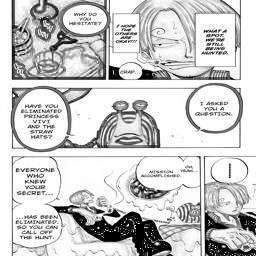 WHY DO
YOU
HESITATE?
I HOPE
THE
OTHERS
ARE
OKAY!!!
WHAT A
SPOT.
WE'RE
STILL
BEING
HUNTED.
CRAP...
HAVE YOU
ELIMINATED
PRINCESS
VIVI
AND THE
STRAW
HATS?
I ASKED
YOU A
QUESTION.
OH,
YEAH...
MISSION
ACCOMPLISHED.
EVERYONE
WHO
KNEW
YOUR
SECRET...
...HAS BEEN
ELIMINATED.
SO YOU
CAN CALL
OFF
THE HUNT.